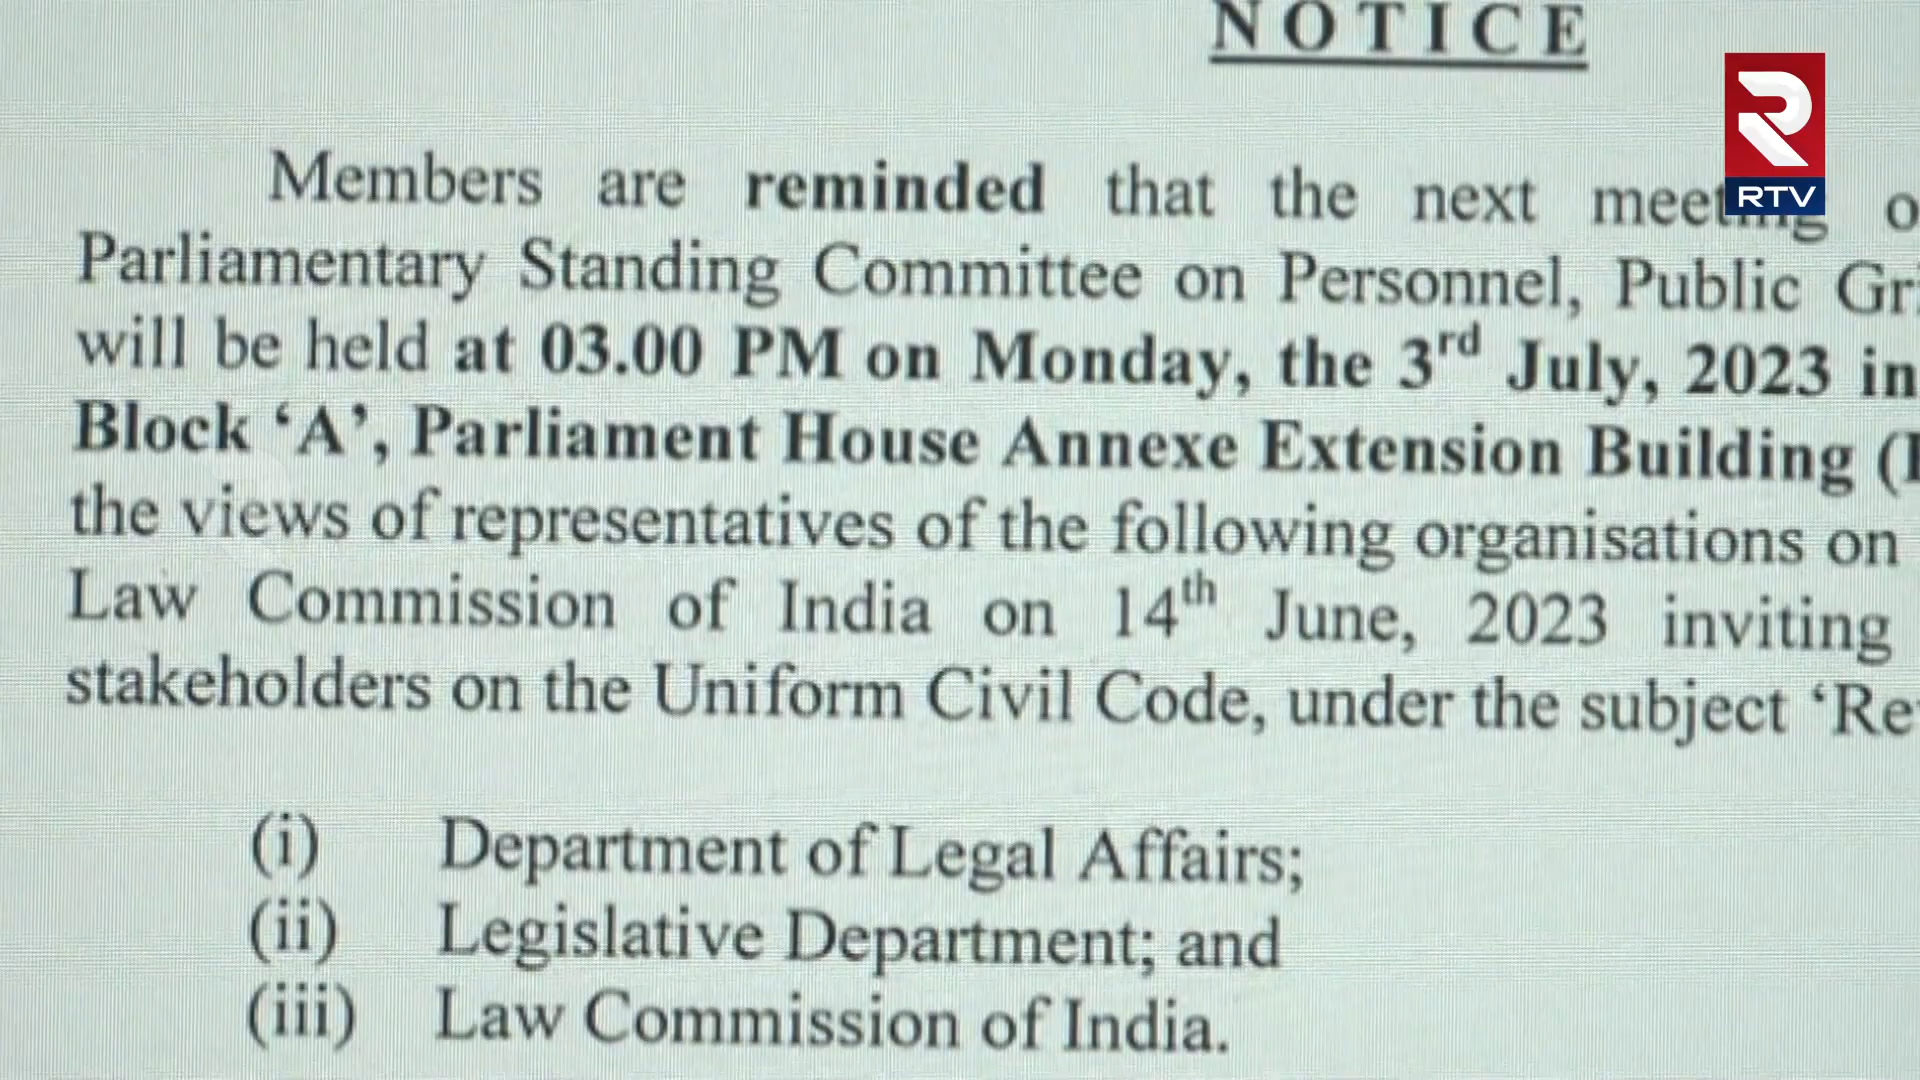 NOTICE
RTV
Members are reminded that the next meeting
Parliamentary Standing Committee on Personnel, Public
will be held at 03.00 PM on Monday, the 3rd July, 2023 in
Block ‘A’, Parliament House Annexe Extension Building
the views of representatives of the following organisations on
Law Commission of India on 14th June, 2023 inviting
stakeholders on the Uniform Civil Code, under the subject
(i) Department of Legal Affairs;
(ii) Legislative Department; and
(iii) Law Commission of India.